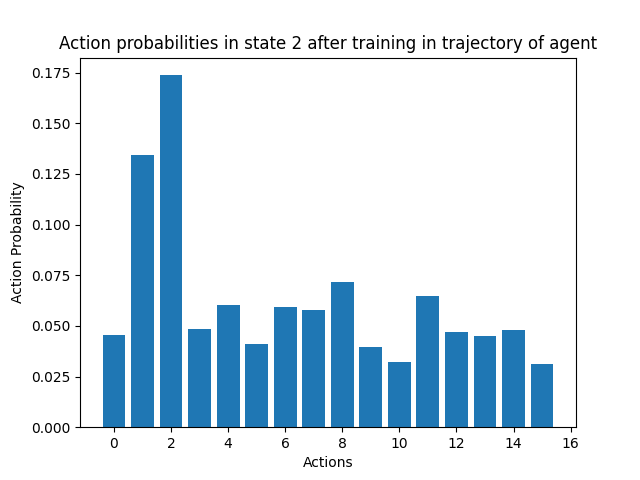 Action probabilities in state 2 after training in trajectory of agent
0.175
0.150
0.125
0.100
0.075
0.050
0.025
0.000
Action Probability
0 2 4 6 8 10 12 14 16
Actions